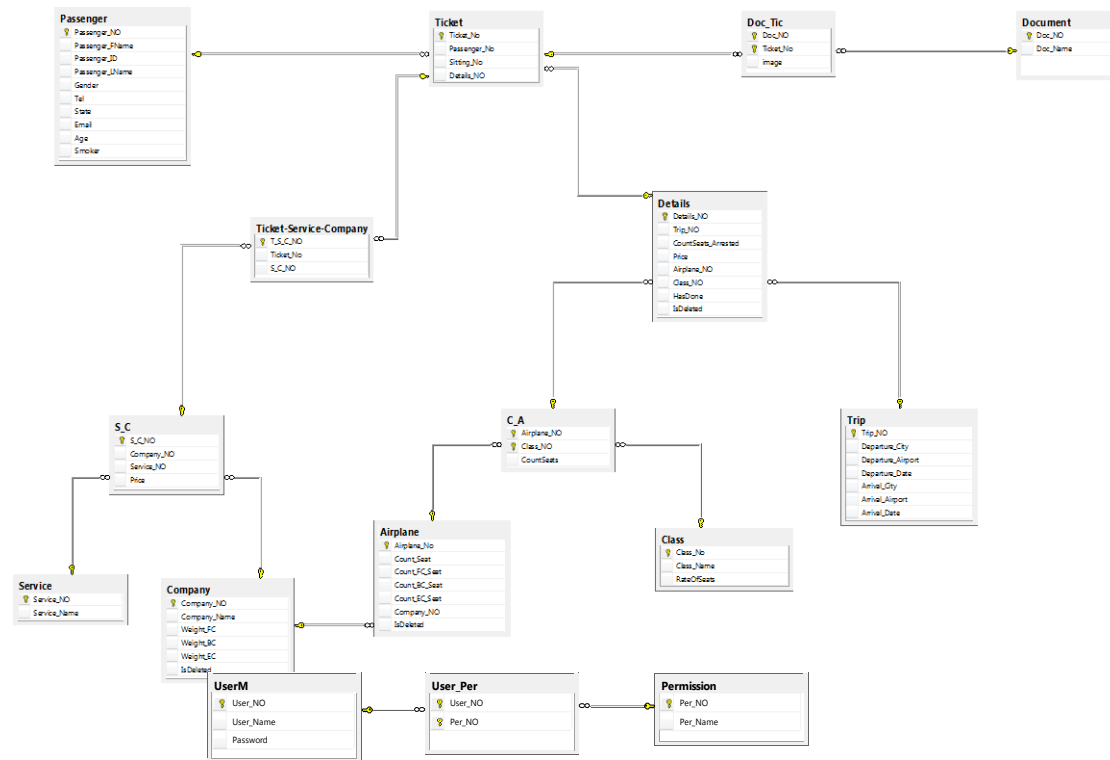 Passenger
Passenger_NO
Passenger_FName
Passenger_ID
Passenger_LName
Gender
Tel
State
Email
Age
Smoker
Ticket
Ticket_No
Passenger_No
Sitting_No
Details_NO
Doc_Tic
Doc_NO
Ticket_No
image
Document
Doc_NO
Doc_Name
Ticket-Service-Company
T_S_C_NO
Ticket_No
S_C_NO
Details
Details_NO
Trip_NO
CountSeats_Arrested
Price
Airplane_NO
Class_NO
HasDone
IsDeleted
S_C
S_C_NO
Company_NO
Service_NO
Price
C_A
Airplane_NO
Class_NO
CountSeats
Trip
Trip_NO
Departure_City
Departure_Airport
Departure_Date
Arrival_City
Arrival_Airport
Arrival_Date
Service
Service_NO
Service_Name
Company
Company_NO
Company_Name
Weight_FC
Weight_BC
Weight_EC
IsDeleted
Airplane
Airplane_No
Count_Seat
Count_FC_Seat
Count_BC_Seat
Count_EC_Seat
Company_NO
IsDeleted
Class
Class_No
Class_Name
RateOfSeats
UserM
User_NO
User_Name
Password
User_Per
User_NO
Per_NO
Permission
Per_NO
Per_Name